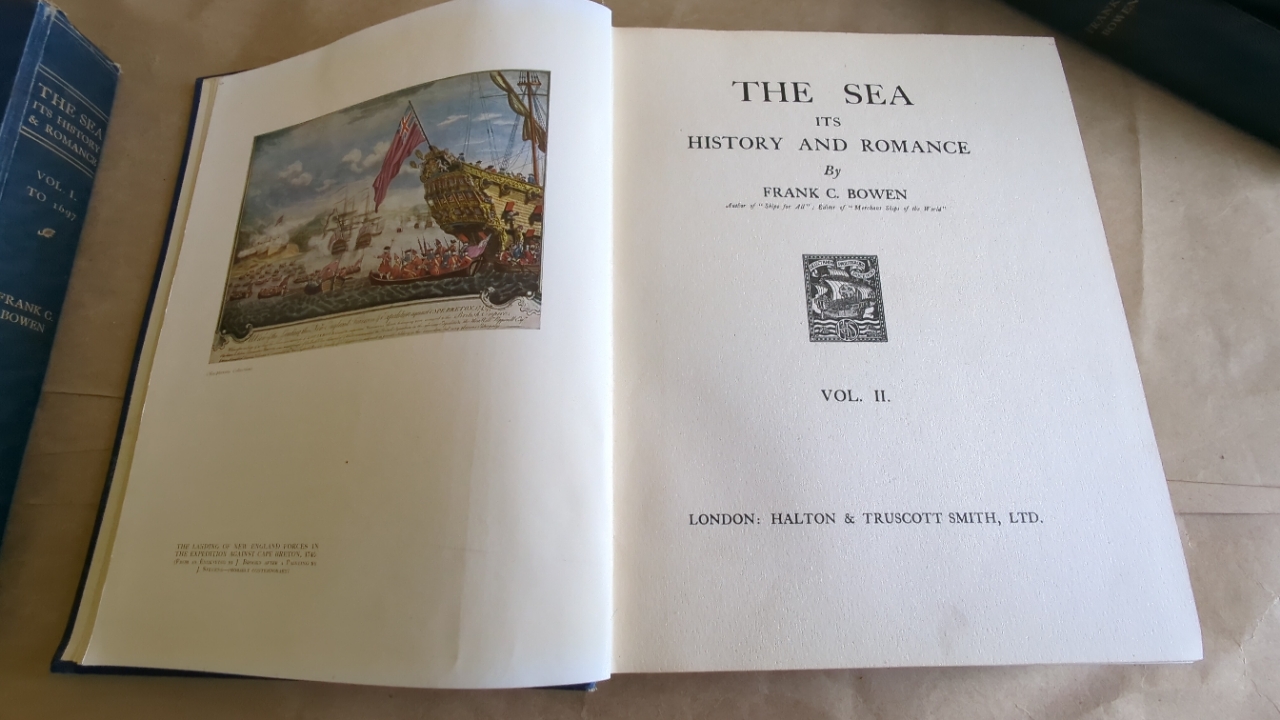 THE SEA
ITS HISTORY
& ROMANCE
VOL. I.
TO 1697
FRANK C.
BOWEN
THE LANDING OF NEW ENGLAND FORCES IN
THE EXPEDITION AGAINST CAPE BRETON, 1745
THE SEA
ITS
HISTORY AND ROMANCE
By
FRANK C. BOWEN
Author of "Ships for All"; Editor of "Merchant Ships of the World"
VOL. II.
LONDON: HALTON & TRUSCOTT SMITH, LTD.
FRANK C.
BOWEN